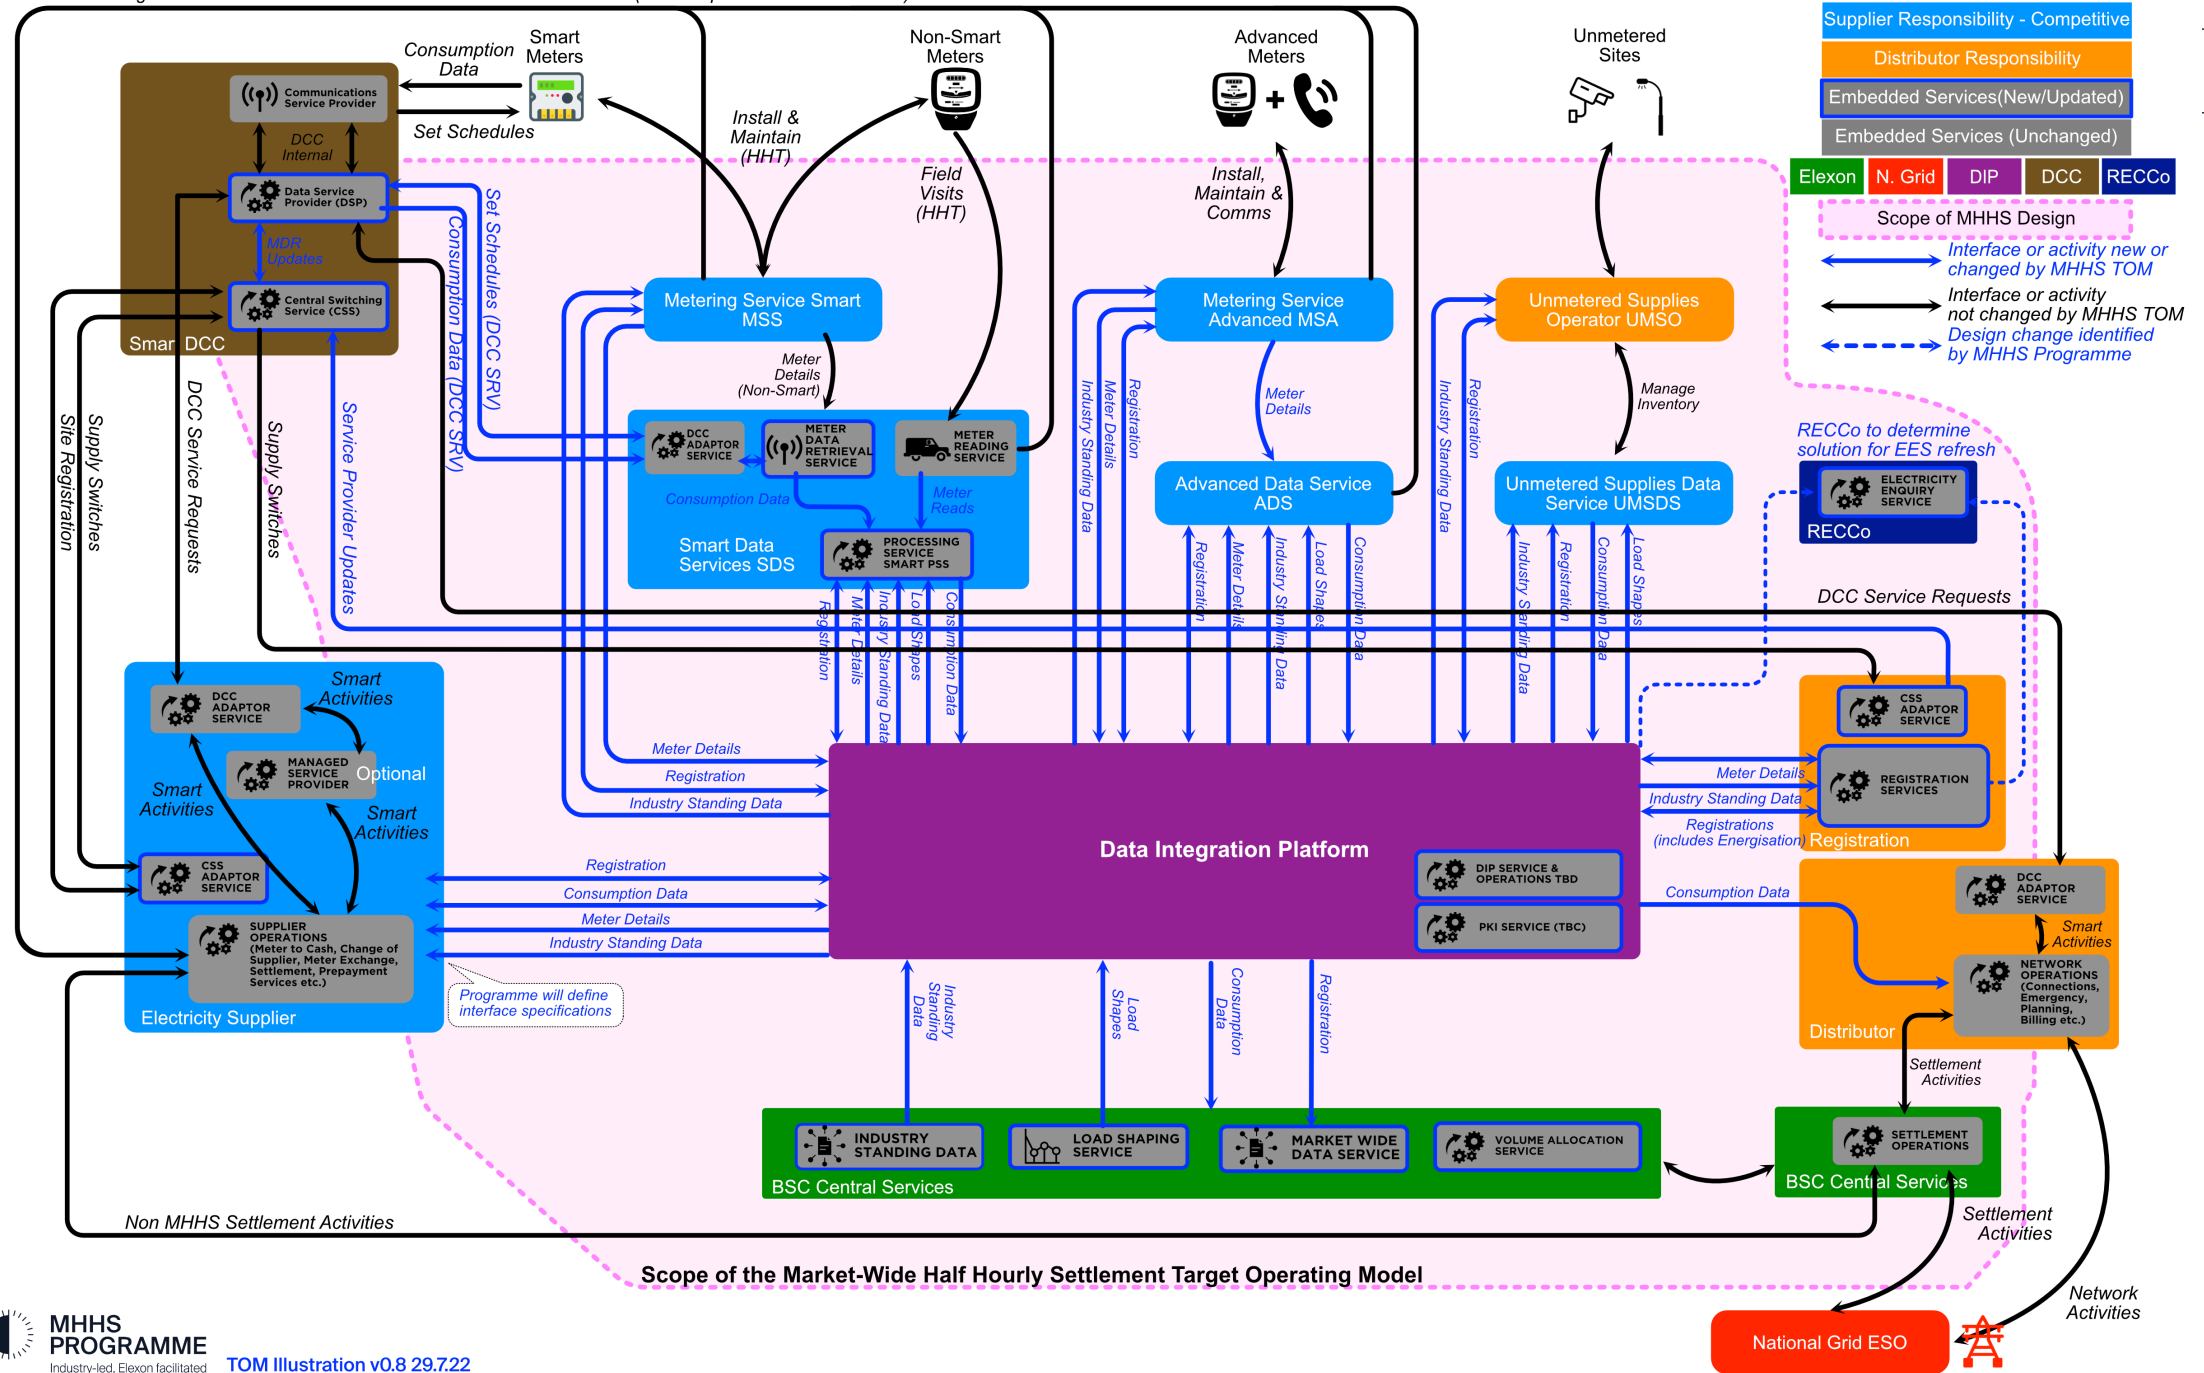 Smart
Meters
Non-Smart
Meters
Advanced
Meters
Unmetered
Sites
Supplier Responsibility - Competitive
Distributor Responsibility
Embedded Services(New/Updated)
Embedded Services (Unchanged)
Elexon
N. Grid
DIP
DCC
RECCo
Scope of MHHS Design
Interface or activity new or
changed by MHHS TOM
Interface or activity
not changed by MHHS TOM
Design change identified
by MHHS Programme
Consumption
Data
Set Schedules
Communications
Service Provider
DCC
Internal
Data Service
Provider (DSP)
MDR
Updates
Central Switching
Service (CSS)
Smart DCC
Install &
Maintain
(HHT)
Field
Visits
(HHT)
Install,
Maintain &
Comms
Set Schedules (DCC SRV)
Consumption Data (DCC SRV)
Metering Service Smart
MSS
Metering Service
Advanced MSA
Unmetered Supplies
Operator UMSO
Meter
Details
(Non-Smart)
Meter
Details
Manage
Inventory
Site Registration
Supply Switches
DCC Service Requests
Supply Switches
Service Provider Updates
DCC
ADAPTOR
SERVICE
METER
DATA
RETRIEVAL
SERVICE
METER
READING
SERVICE
Consumption Data
Meter
Reads
PROCESSING
SERVICE
SMART PSS
Smart Data
Services SDS
Industry Standing Data
Meter Details
Registration
Advanced Data Service
ADS
Industry Standing Data
Registration
Unmetered Supplies Data
Service UMSDS
RECCo to determine
solution for EES refresh
ELECTRICITY
ENQUIRY
SERVICE
RECCo
Registration
Meter Details
Industry Standing Data
Load Shapes
Consumption Data
Registration
Meter Details
Industry Standing Data
Load Shapes
Consumption Data
Industry Standing Data
Registration
Consumption Data
Load Shapes
DCC Service Requests
DCC
ADAPTOR
SERVICE
Smart
Activities
MANAGED
SERVICE
PROVIDER
Optional
Smart
Activities
Smart
Activities
CSS
ADAPTOR
SERVICE
SUPPLIER
OPERATIONS
(Meter to Cash, Change of
Supplier, Meter Exchange,
Settlement, Prepayment
Services etc.)
Electricity Supplier
Meter Details
Registration
Industry Standing Data
Registration
Consumption Data
Meter Details
Industry Standing Data
Programme will define
interface specifications
Data Integration Platform
DIP SERVICE &
OPERATIONS TBD
PKI SERVICE (TBC)
CSS
ADAPTOR
SERVICE
REGISTRATION
SERVICES
Registration
Meter Details
Industry Standing Data
Registrations
(includes Energisation)
Consumption Data
DCC
ADAPTOR
SERVICE
Smart
Activities
NETWORK
OPERATIONS
(Connections,
Emergency,
Planning,
Billing etc.)
Distributor
Industry
Standing
Data
Load
Shapes
Consumption
Data
Registration
Settlement
Activities
INDUSTRY
STANDING DATA
LOAD SHAPING
SERVICE
MARKET WIDE
DATA SERVICE
VOLUME ALLOCATION
SERVICE
BSC Central Services
SETTLEMENT
OPERATIONS
BSC Central Services
Non MHHS Settlement Activities
Settlement
Activities
Scope of the Market-Wide Half Hourly Settlement Target Operating Model
Network
Activities
National Grid ESO
MHHS
PROGRAMME
Industry-led, Elexon facilitated
TOM Illustration v0.8 29.7.22